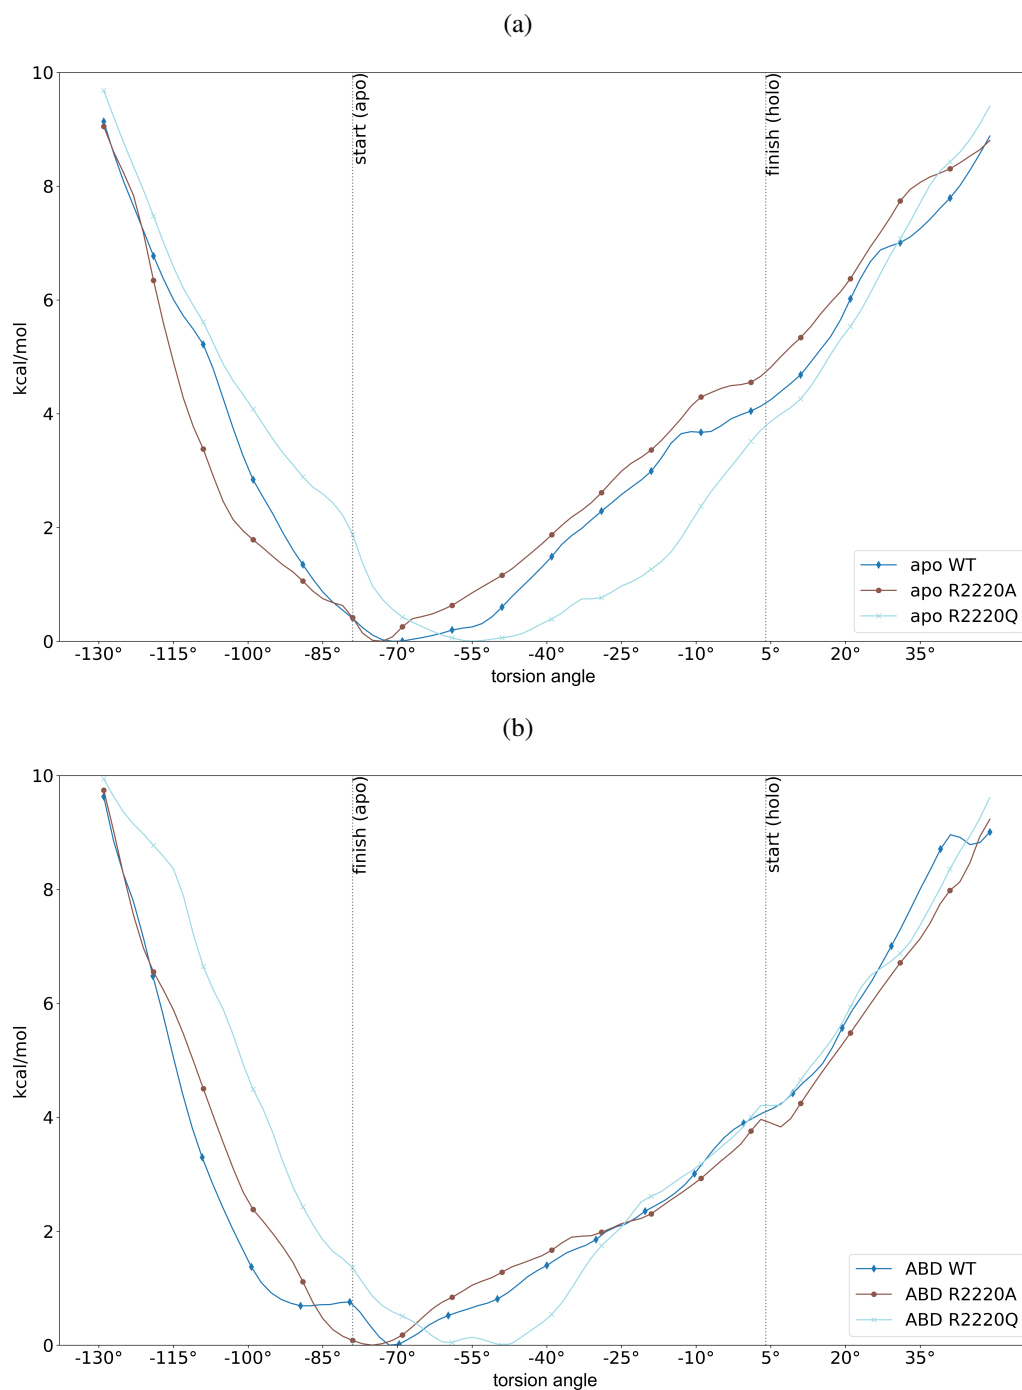 (a)
10
8
6
4
2
0
kcal/mol
start (apo)
finish (holo)
apo WT
apo R2220A
apo R2220Q
-130° -115° -100° -85° -70° -55° -40° -25° -10° 5° 20° 35°
torsion angle
(b)
10
8
6
4
2
0
kcal/mol
finish (apo)
start (holo)
ABD WT
ABD R2220A
ABD R2220Q
-130° -115° -100° -85° -70° -55° -40° -25° -10° 5° 20° 35°
torsion angle